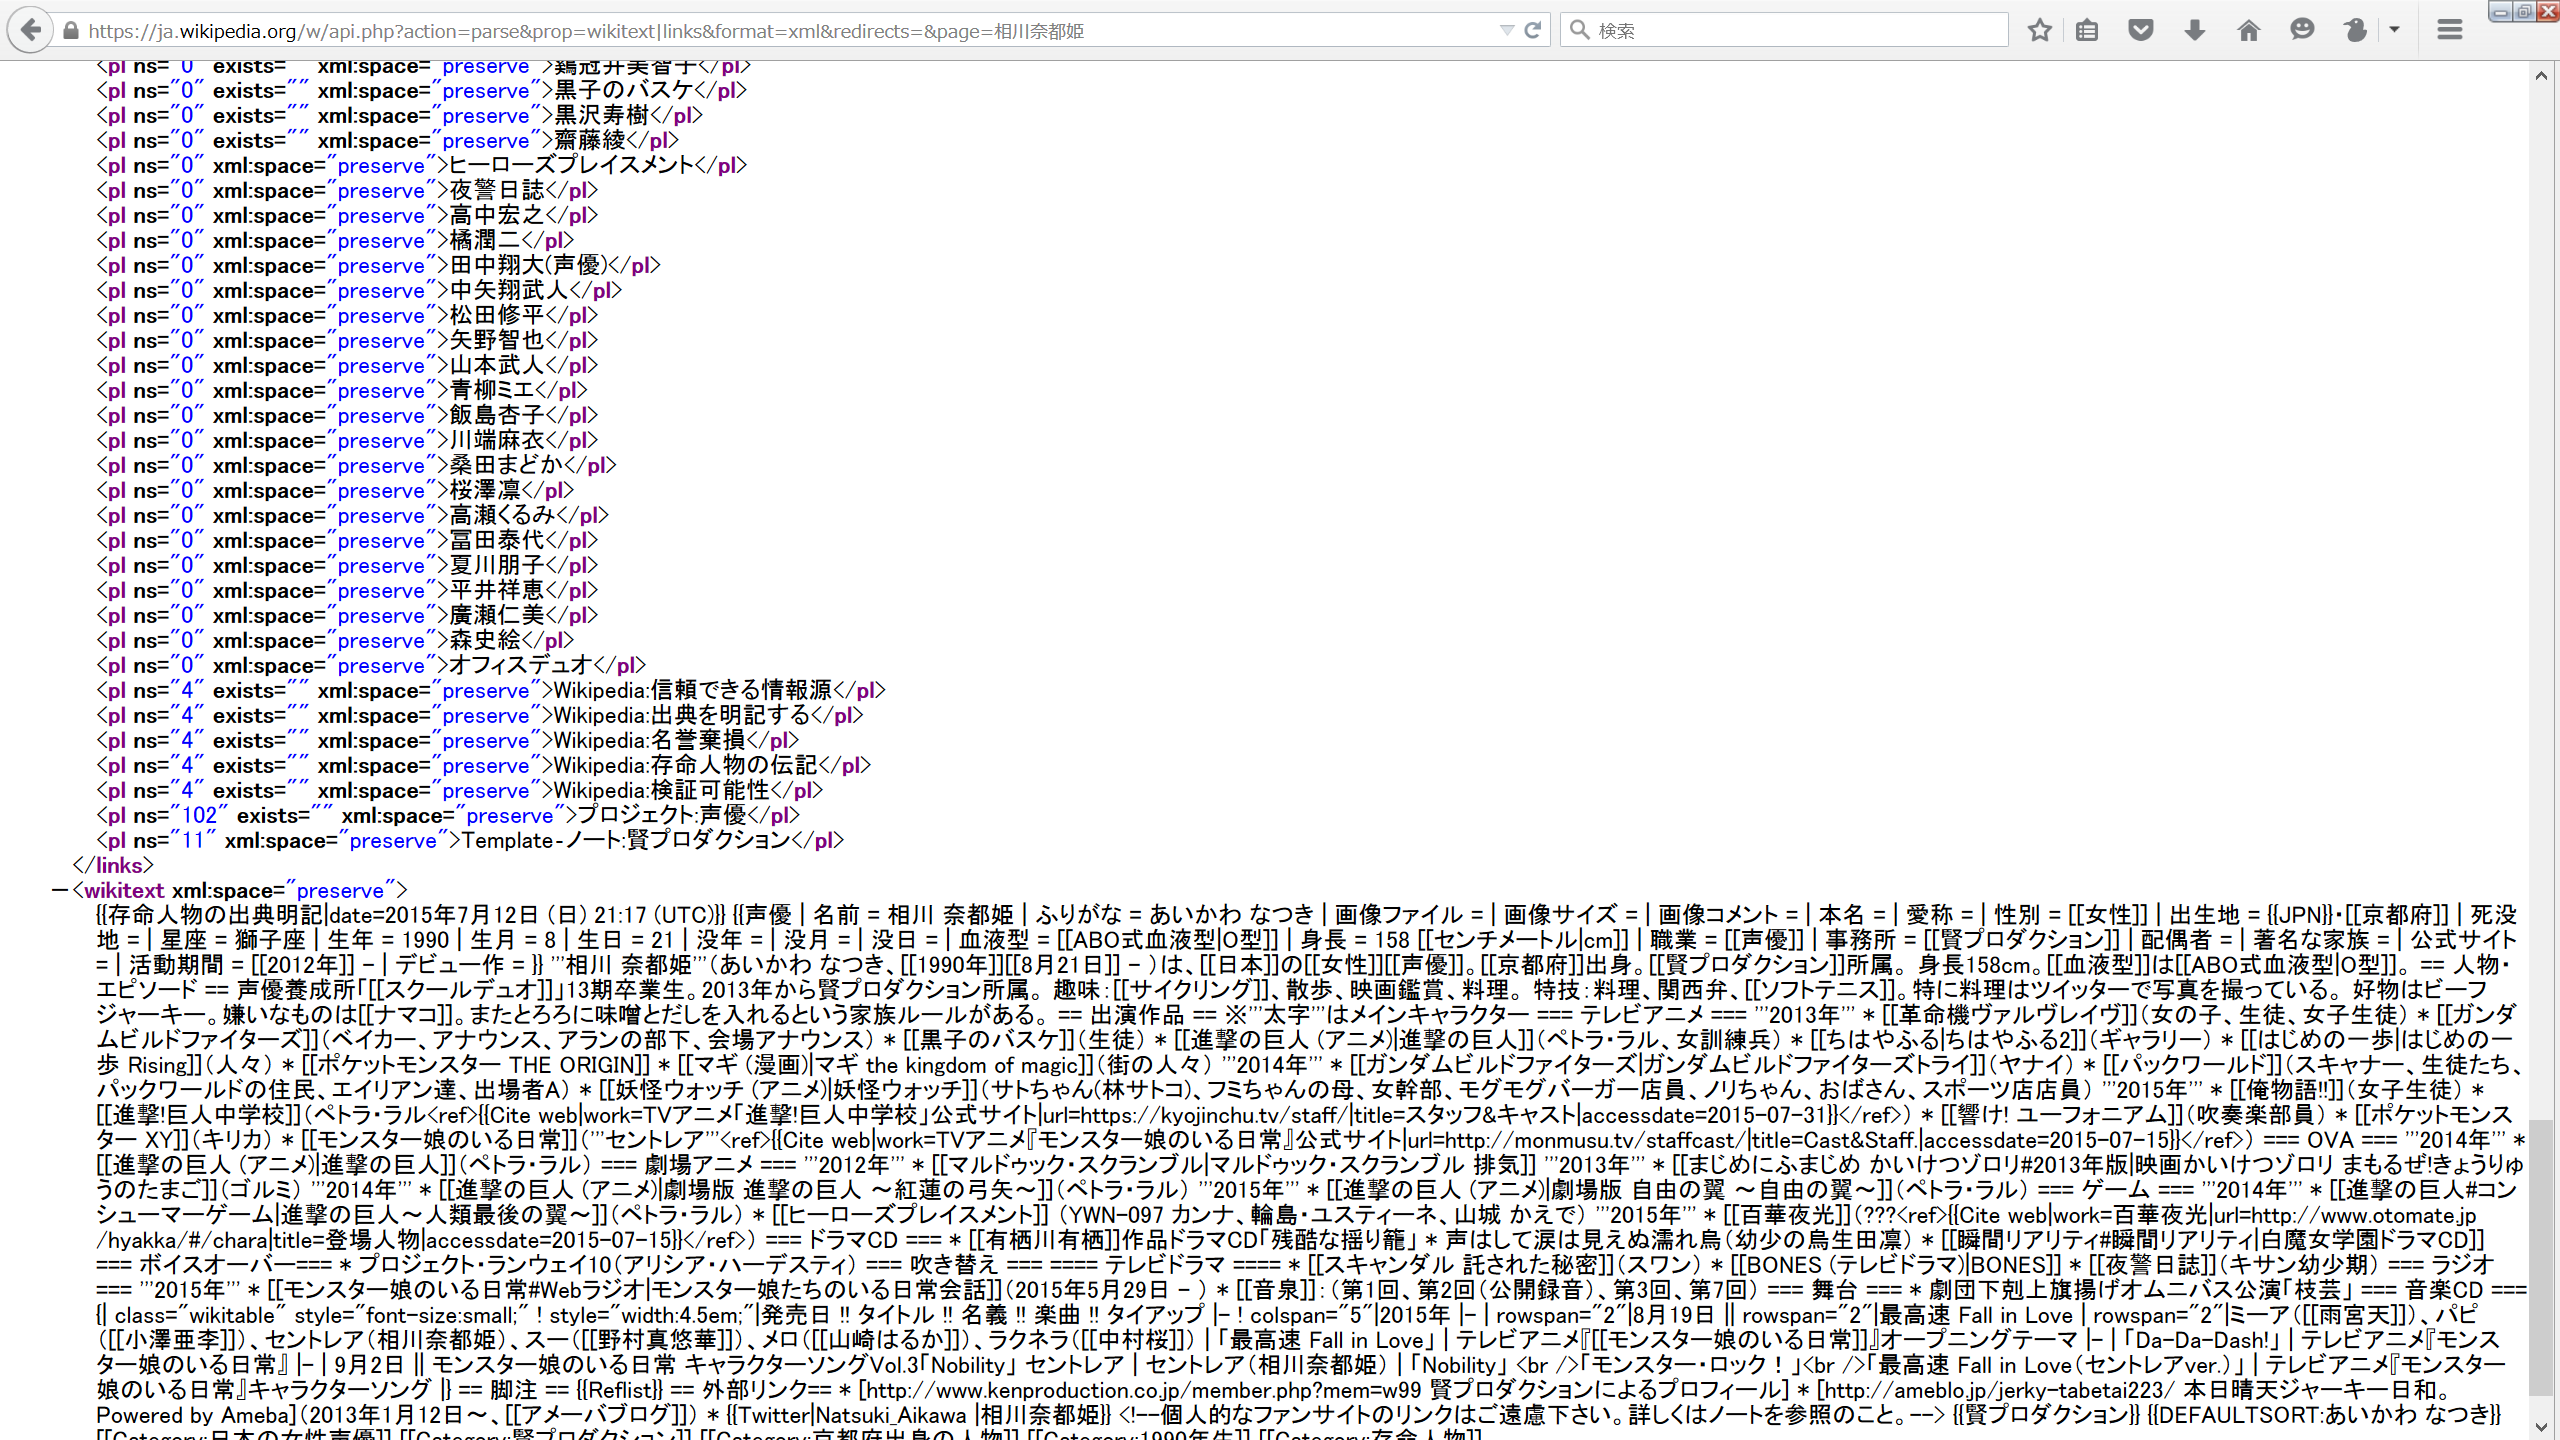 https://ja.wikipedia.org/w/api.php?action=parse&prop=wikitext|links&format=xml&redirects=&page=相川奈都姫
検索
<pl ns="0" exists="" xml:space="preserve">鶏冠井美智子</pl>
<pl ns="0" exists="" xml:space="preserve">黒子のバスケ</pl>
<pl ns="0" exists="" xml:space="preserve">黒沢寿樹</pl>
<pl ns="0" exists="" xml:space="preserve">齋藤綾</pl>
<pl ns="0" xml:space="preserve">ヒーローズプレイスメント</pl>
<pl ns="0" xml:space="preserve">夜警日誌</pl>
<pl ns="0" xml:space="preserve">高中宏之</pl>
<pl ns="0" xml:space="preserve">橘潤二</pl>
<pl ns="0" xml:space="preserve">田中翔大(声優)</pl>
<pl ns="0" xml:space="preserve">中矢翔武人</pl>
<pl ns="0" xml:space="preserve">松田修平</pl>
<pl ns="0" xml:space="preserve">矢野智也</pl>
<pl ns="0" xml:space="preserve">山本武人</pl>
<pl ns="0" xml:space="preserve">青柳ミエ</pl>
<pl ns="0" xml:space="preserve">飯島杏子</pl>
<pl ns="0" xml:space="preserve">川端麻衣</pl>
<pl ns="0" xml:space="preserve">桑田まどか</pl>
<pl ns="0" xml:space="preserve">桜澤凛</pl>
<pl ns="0" xml:space="preserve">高瀬くるみ</pl>
<pl ns="0" xml:space="preserve">冨田泰代</pl>
<pl ns="0" xml:space="preserve">夏川朋子</pl>
<pl ns="0" xml:space="preserve">平井祥恵</pl>
<pl ns="0" xml:space="preserve">廣瀬仁美</pl>
<pl ns="0" xml:space="preserve">森史絵</pl>
<pl ns="0" xml:space="preserve">オフィスデュオ</pl>
<pl ns="4" exists="" xml:space="preserve">Wikipedia:信頼できる情報源</pl>
<pl ns="4" exists="" xml:space="preserve">Wikipedia:出典を明記する</pl>
<pl ns="4" exists="" xml:space="preserve">Wikipedia:名誉棄損</pl>
<pl ns="4" exists="" xml:space="preserve">Wikipedia:存命人物の伝記</pl>
<pl ns="4" exists="" xml:space="preserve">Wikipedia:検証可能性</pl>
<pl ns="102" exists="" xml:space="preserve">プロジェクト:声優</pl>
<pl ns="11" xml:space="preserve">Template‐ノート:賢プロダクション</pl>
</links>
−<wikitext xml:space="preserve">
{{存命人物の出典明記|date=2015年7月12日 (日) 21:17 (UTC)}} {{声優 | 名前 = 相川 奈都姫 | ふりがな = あいかわ なつき | 画像ファイル = | 画像サイズ = | 画像コメント = | 本名 = | 愛称 = | 性別 = [[女性]] | 出生地 = {{JPN}}・[[京都府]] | 死没
地 = | 星座 = 獅子座 | 生年 = 1990 | 生月 = 8 | 生日 = 21 | 没年 = | 没月 = | 没日 = | 血液型 = [[ABO式血液型|O型]] | 身長 = 158 [[センチメートル|cm]] | 職業 = [[声優]] | 事務所 = [[賢プロダクション]] | 配偶者 = | 著名な家族 = | 公式サイト
= | 活動期間 = [[2012年]] - | デビュー作 = }} '''相川 奈都姫'''（あいかわ なつき、[[1990年]][[8月21日]] - ）は、[[日本]]の[[女性]][[声優]]。[[京都府]]出身。[[賢プロダクション]]所属。 身長158cm。[[血液型]]は[[ABO式血液型|O型]]。 == 人物・
エピソード == 声優養成所「[[スクールデュオ]]」13期卒業生。2013年から賢プロダクション所属。 趣味：[[サイクリング]]、散歩、映画鑑賞、料理。 特技：料理、関西弁、[[ソフトテニス]]。特に料理はツイッターで写真を撮っている。 好物はビーフ
ジャーキー。嫌いなものは[[ナマコ]]。またとろろに味噌とだしを入れるという家族ルールがある。 == 出演作品 == ※'''太字'''はメインキャラクター === テレビアニメ === '''2013年''' * [[革命機ヴァルヴレイヴ]]（女の子、生徒、女子生徒） * [[ガンダ
ムビルドファイターズ]]（ベイカー、アナウンス、アランの部下、会場アナウンス） * [[黒子のバスケ]]（生徒） * [[進撃の巨人 (アニメ)|進撃の巨人]]（ペトラ・ラル、女訓練兵） * [[ちはやふる|ちはやふる2]]（ギャラリー） * [[はじめの一歩|はじめの一
歩 Rising]]（人々） * [[ポケットモンスター THE ORIGIN]] * [[マギ (漫画)|マギ the kingdom of magic]]（街の人々） '''2014年''' * [[ガンダムビルドファイターズ|ガンダムビルドファイターズトライ]]（ヤナイ） * [[パックワールド]]（スキャナー、生徒たち、
パックワールドの住民、エイリアン達、出場者A） * [[妖怪ウォッチ (アニメ)|妖怪ウォッチ]]（サトちゃん(林サトコ)、フミちゃんの母、女幹部、モグモグバーガー店員、ノリちゃん、おばさん、スポーツ店店員） '''2015年''' * [[俺物語!!]]（女子生徒） *
[[進撃!巨人中学校]]（ペトラ・ラル<ref>{{Cite web|work=TVアニメ「進撃!巨人中学校」公式サイト|url=https://kyojinchu.tv/staff/|title=スタッフ&キャスト|accessdate=2015-07-31}}</ref>） * [[響け! ユーフォニアム]]（吹奏楽部員） * [[ポケットモンス
ター XY]]（キリカ） * [[モンスター娘のいる日常]]（'''セントレア'''<ref>{{Cite web|work=TVアニメ『モンスター娘のいる日常』公式サイト|url=http://monmusu.tv/staffcast/|title=Cast&Staff.|accessdate=2015-07-15}}</ref>） === OVA === '''2014年''' *
[[進撃の巨人 (アニメ)|進撃の巨人]]（ペトラ・ラル） === 劇場アニメ === '''2012年''' * [[マルドゥック・スクランブル|マルドゥック・スクランブル 排気]] '''2013年''' * [[まじめにふまじめ かいけつゾロリ#2013年版|映画かいけつゾロリ まもるぜ!きょうりゅ
うのたまご]]（ゴルミ） '''2014年''' * [[進撃の巨人 (アニメ)|劇場版 進撃の巨人 〜紅蓮の弓矢〜]]（ペトラ・ラル） '''2015年''' * [[進撃の巨人 (アニメ)|劇場版 自由の翼 〜自由の翼〜]]（ペトラ・ラル） === ゲーム === '''2014年''' * [[進撃の巨人#コン
シューマーゲーム|進撃の巨人〜人類最後の翼〜]]（ペトラ・ラル） * [[ヒーローズプレイスメント]] （YWN-097 カンナ、輪島・ユスティーネ、山城 かえで） '''2015年''' * [[百華夜光]]（???<ref>{{Cite web|work=百華夜光|url=http://www.otomate.jp
/hyakka/#/chara|title=登場人物|accessdate=2015-07-15}}</ref>） === ドラマCD === * [[有栖川有栖]]作品ドラマCD「残酷な揺り籠」 * 声はして涙は見えぬ濡れ烏（幼少の烏生田凛） * [[瞬間リアリティ#瞬間リアリティ|白魔女学園ドラマCD]]
=== ボイスオーバー=== * プロジェクト・ランウェイ10（アリシア・ハーデスティ） === 吹き替え === ==== テレビドラマ ==== * [[スキャンダル 託された秘密]]（スワン） * [[BONES (テレビドラマ)|BONES]] * [[夜警日誌]]（キサン幼少期） === ラジオ
=== '''2015年''' * [[モンスター娘のいる日常#Webラジオ|モンスター娘たちのいる日常会話]]（2015年5月29日 - ） * [[音泉]]：（第1回、第2回（公開録音）、第3回、第7回） === 舞台 === * 劇団下剋上旗揚げオムニバス公演「枝芸」 === 音楽CD ===
{| class="wikitable" style="font-size:small;" ! style="width:4.5em;"|発売日 !! タイトル !! 名義 !! 楽曲 !! タイアップ |- ! colspan="5"|2015年 |- | rowspan="2"|8月19日 || rowspan="2"|最高速 Fall in Love | rowspan="2"|ミーア（[[雨宮天]]）、パピ
（[[小澤亜李]]）、セントレア（相川奈都姫）、スー（[[野村真悠華]]）、メロ（[[山崎はるか]]）、ラクネラ（[[中村桜]]） | 「最高速 Fall in Love」 | テレビアニメ『[[モンスター娘のいる日常]]』オープニングテーマ |- | 「Da-Da-Dash!」 | テレビアニメ『モンス
ター娘のいる日常』 |- | 9月2日 || モンスター娘のいる日常 キャラクターソングVol.3「Nobility」 セントレア | セントレア（相川奈都姫） | 「Nobility」 <br />「モンスター・ロック！」<br />「最高速 Fall in Love（セントレアver.）」 | テレビアニメ『モンスター
娘のいる日常』キャラクターソング |} == 脚注 == {{Reflist}} == 外部リンク== * [http://www.kenproduction.co.jp/member.php?mem=w99 賢プロダクションによるプロフィール] * [http://ameblo.jp/jerky-tabetai223/ 本日晴天ジャーキー日和。
Powered by Ameba]（2013年1月12日〜、[[アメーバブログ]]） * {{Twitter|Natsuki_Aikawa |相川奈都姫}} <!--個人的なファンサイトのリンクはご遠慮下さい。詳しくはノートを参照のこと。--> {{賢プロダクション}} {{DEFAULTSORT:あいかわ なつき}}
[[Category:日本の女性声優]] [[Category:賢プロダクション]] [[Category:京都府出身の人物]] [[Category:1990年生]] [[Category:存命人物]]